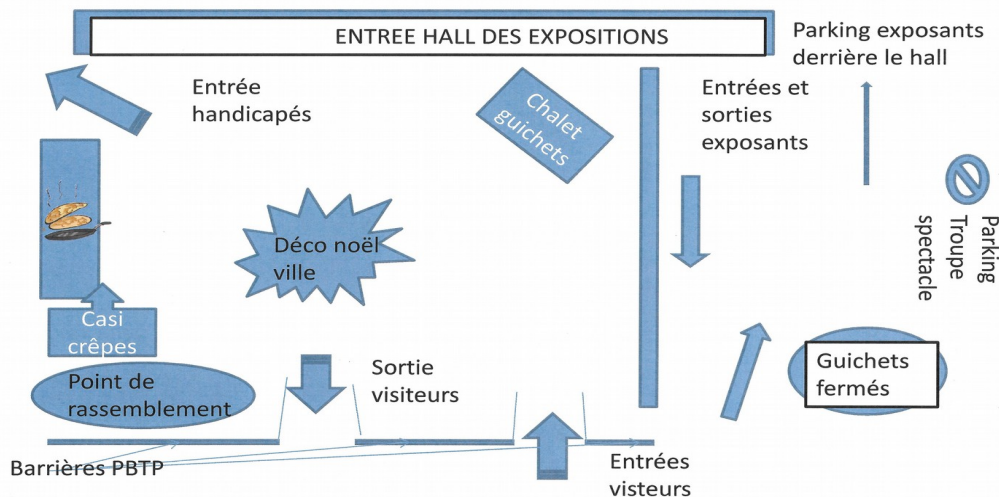 ENTREE HALL DES EXPOSITIONS
Parking exposants
derrière le hall
Entrée
handicapés
Chalet
guichets
Entrées et
sorties
exposants
Parking
Troupe
spectacle
Déco noël
ville
Casi
crêpes
Point de
rassemblement
Sortie
visiteurs
Guichets
fermés
Barrières PBTP
Entrées
visteurs